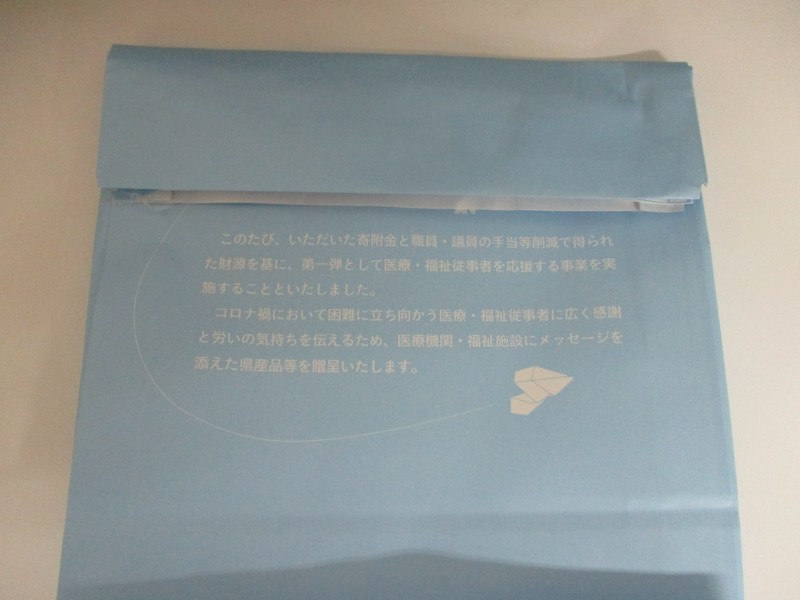 このたび、いただいた寄附金と職員・議員の手当等削減で得られ
た財源を基に、第一弾として医療・福祉従事者を応援する事業を実
施することといたしました。
コロナ禍において困難に立ち向かう医療・福祉従事者に広く感謝
と労いの気持ちを伝えるため、医療機関・福祉施設にメッセージを
添えた県産品等を贈呈いたします。